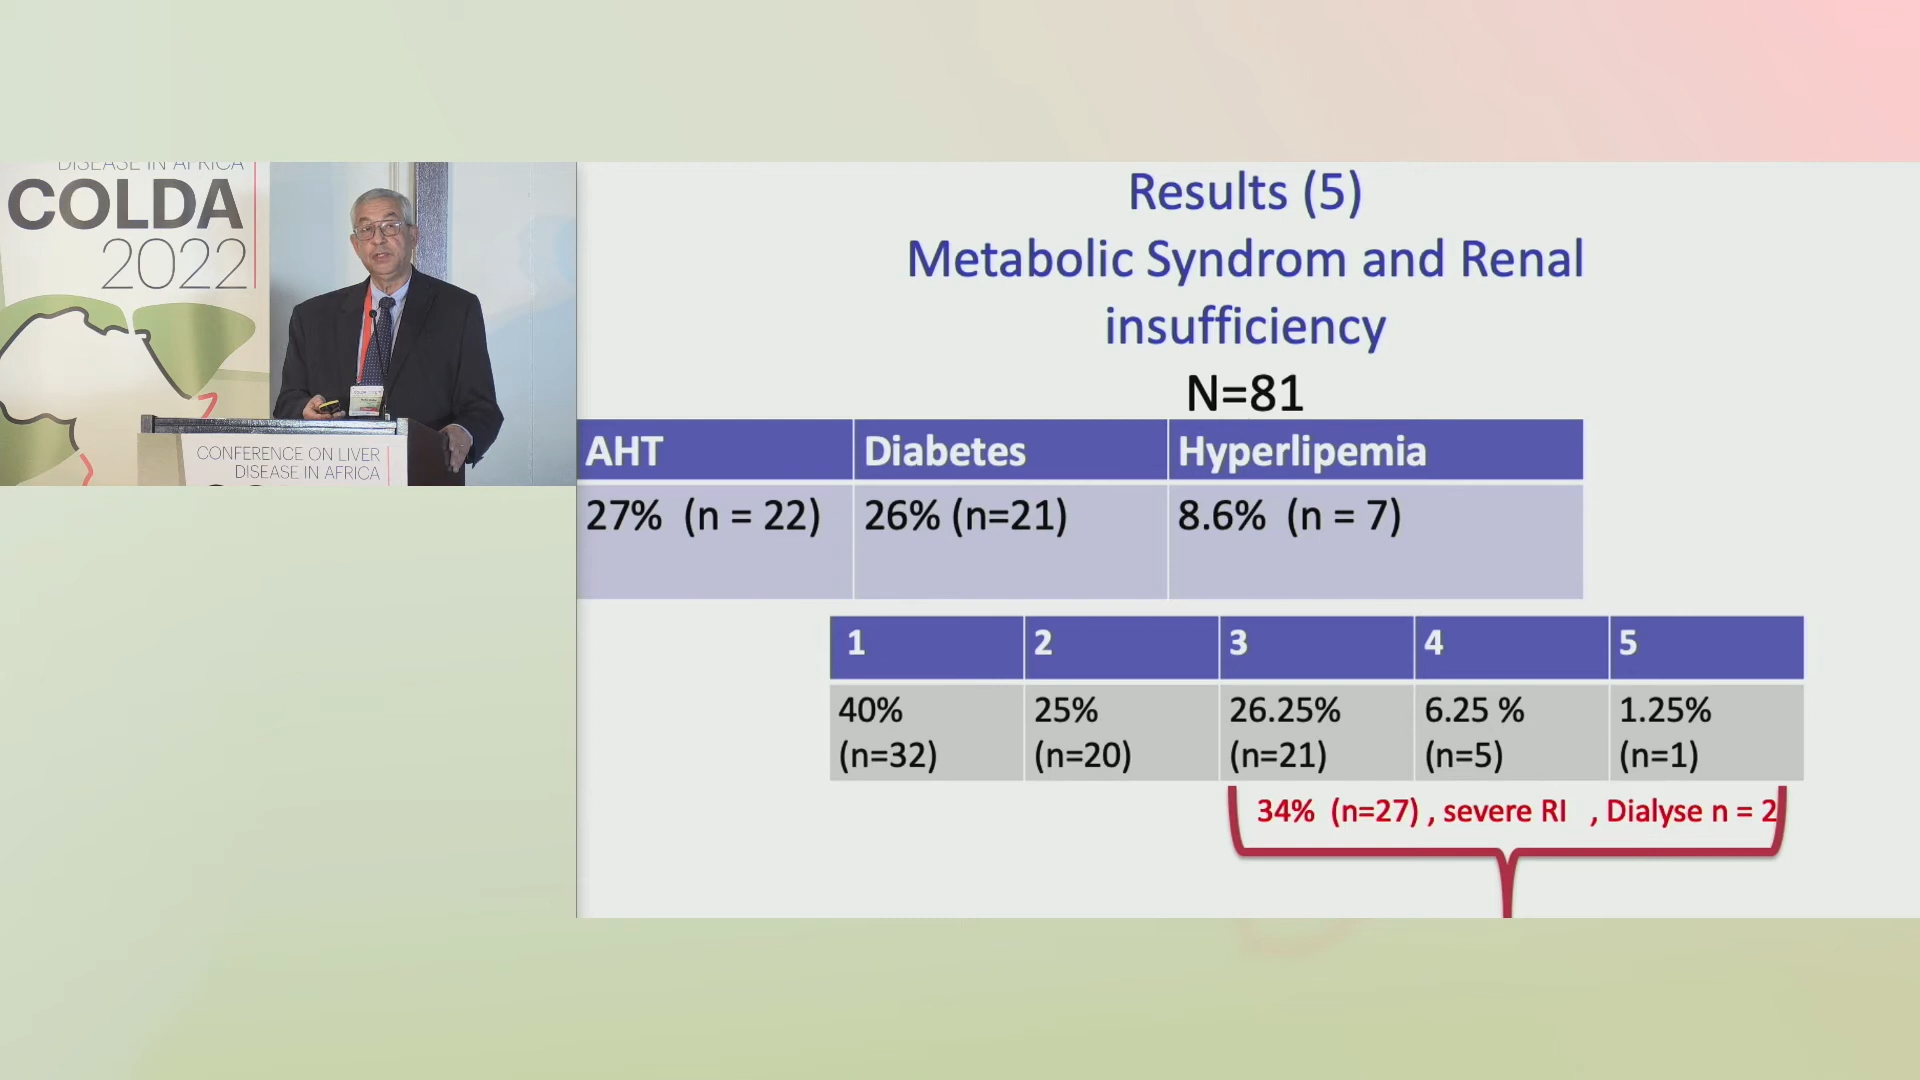 DISEASE IN AFRICA
COLDA
2022
CONFERENCE ON LIVER
DISEASE IN AFRICA
Results (5)
Metabolic Syndrom and Renal
insufficiency
N=81
AHT Diabetes Hyperlipemia
27% (n = 22) 26% (n=21) 8.6% (n = 7)
1 2 3 4 5
40% 25% 26.25% 6.25 % 1.25%
(n=32) (n=20) (n=21) (n=5) (n=1)
34% (n=27) , severe RI , Dialyse n = 2